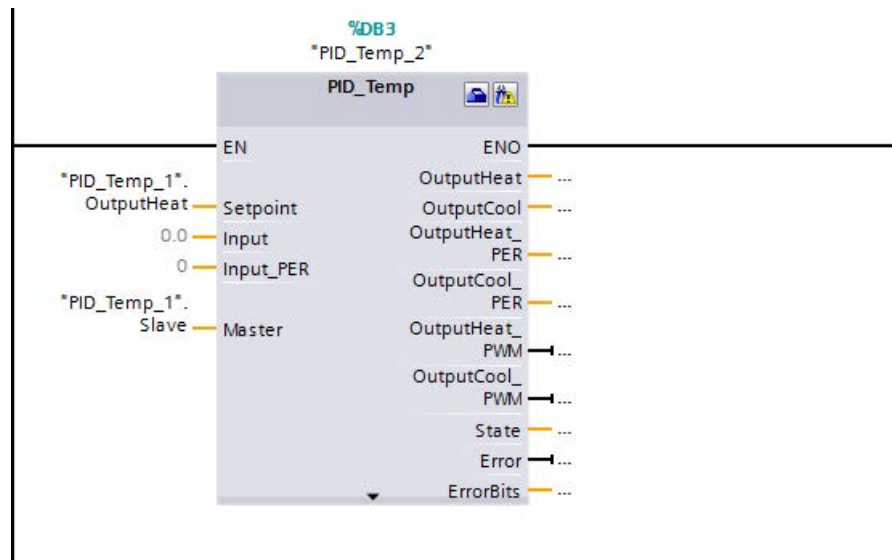 %DB3
"PID_Temp_2"
PID_Temp
EN
ENO
"PID_Temp_1".
OutputHeat
Setpoint
0.0
Input
0
Input_PER
"PID_Temp_1".
Slave
Master
OutputHeat
...
OutputCool
...
OutputHeat_
PER
...
OutputCool_
PER
...
OutputHeat_
PWM
...
OutputCool_
PWM
...
State
...
Error
...
ErrorBits
...